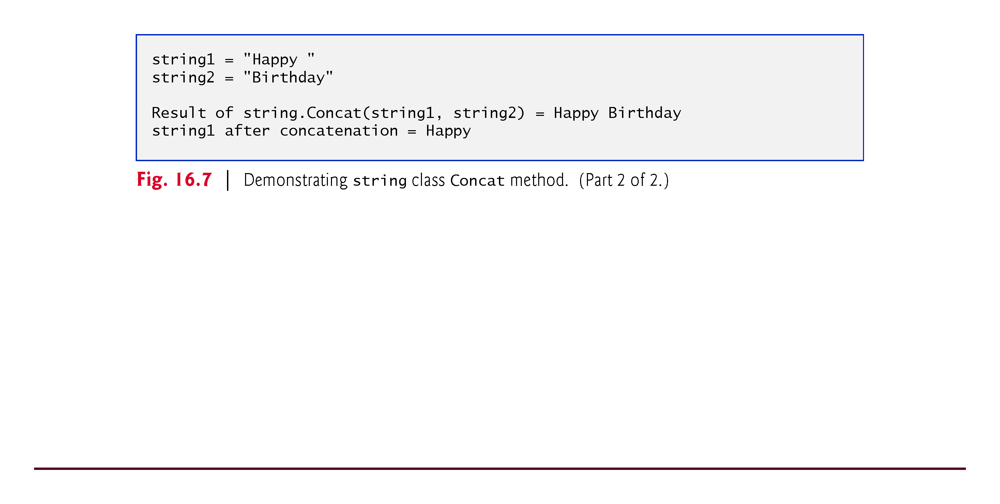 string1 = "Happy "
string2 = "Birthday"
Result of string.Concat(string1, string2) = Happy Birthday
string1 after concatenation = Happy
Fig. 16.7 | Demonstrating string class Concat method. (Part 2 of 2.)